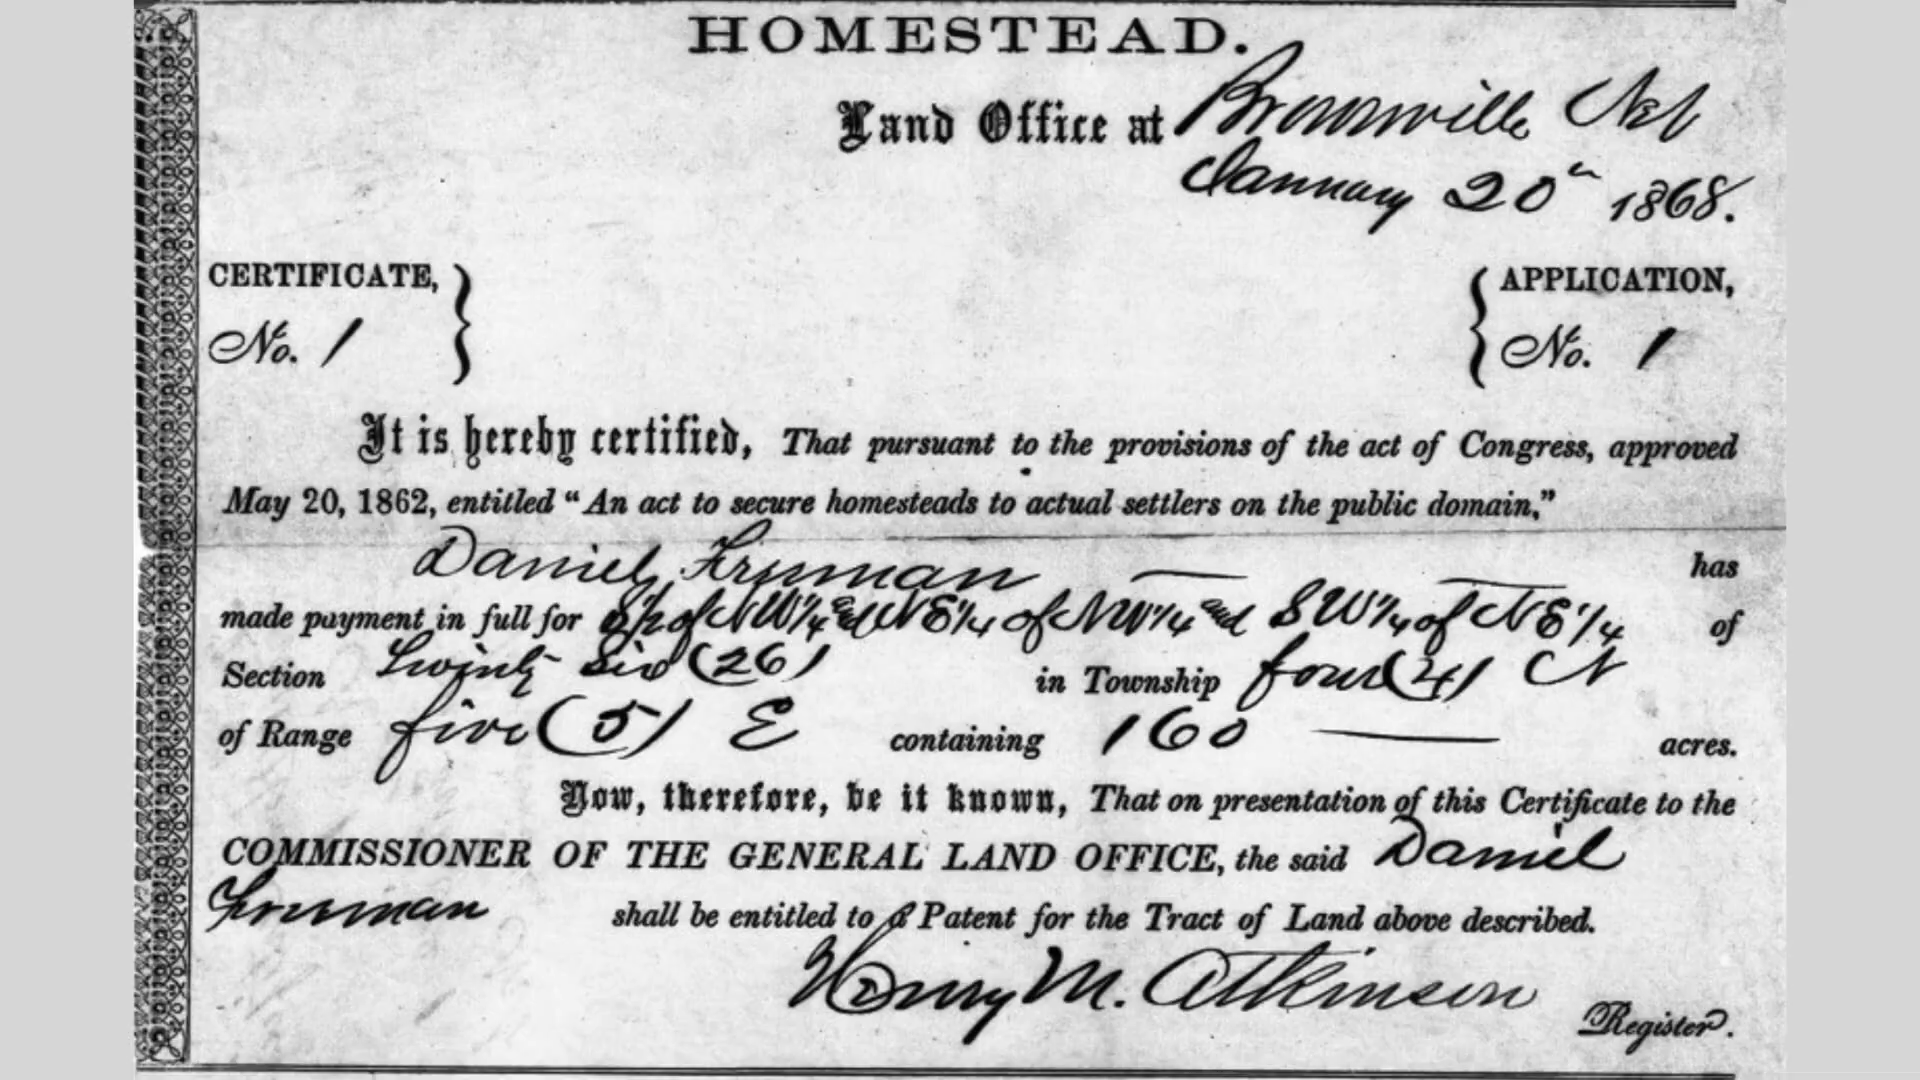 HOMESTEAD.
Land Office at Brownville Neb
January 20th 1868.
CERTIFICATE, APPLICATION,
No. 1 No. 1
It is hereby certified, That pursuant to the provisions of the act of Congress, approved
May 20, 1862, entitled “An act to secure homesteads to actual settlers on the public domain,”
Daniel Freeman has
made payment in full for S½ of NW¼ and NE¼ of NW¼ and SW¼ of NE¼ of
Section Twenty Six (26) in Township four (4) N
of Range five (5) E containing 160 acres.
Now, therefore, be it known, That on presentation of this Certificate to the
COMMISSIONER OF THE GENERAL LAND OFFICE, the said Daniel
Freeman shall be entitled to a Patent for the Tract of Land above described.
Henry M. Atkinson
Register.